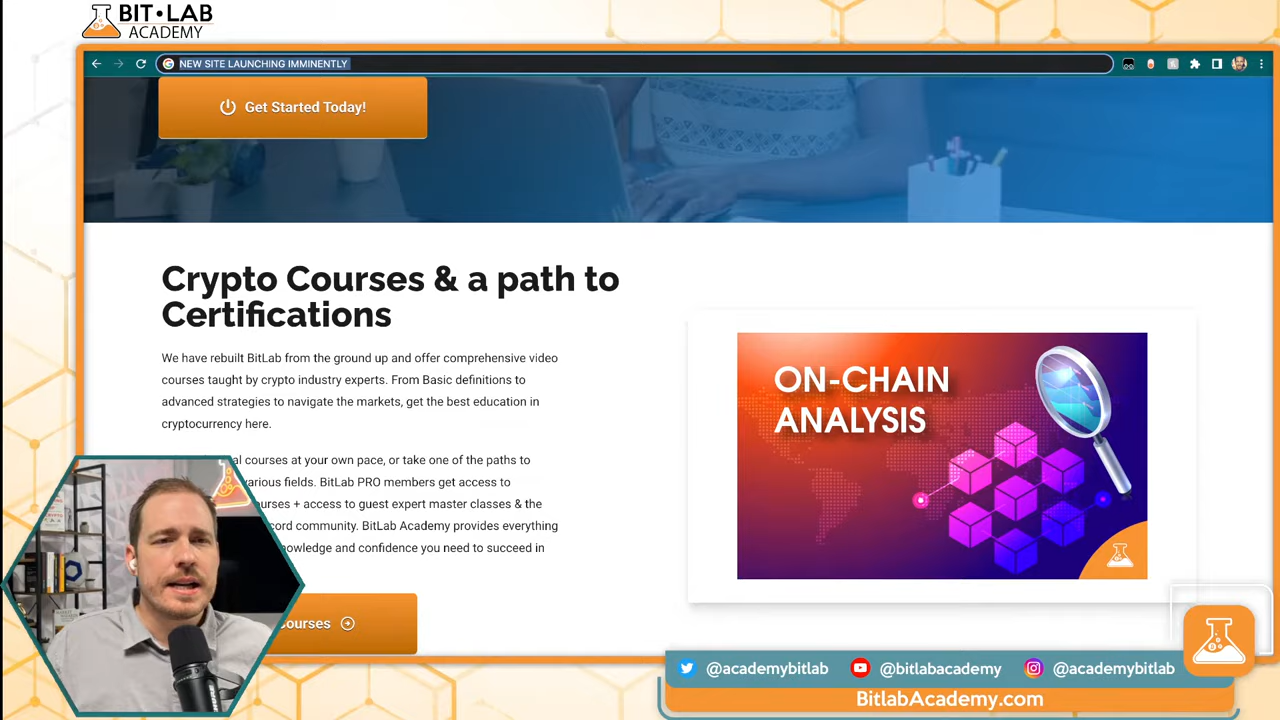 BIT•LAB
ACADEMY
NEW SITE LAUNCHING IMMINENTLY
Get Started Today!
Crypto Courses & a path to
Certifications
We have rebuilt BitLab from the ground up and offer comprehensive video
courses taught by crypto industry experts. From Basic definitions to
advanced strategies to navigate the markets, get the best education in
cryptocurrency here.
courses at your own pace, or take one of the paths to
various fields. BitLab PRO members get access to
courses + access to guest expert master classes & the
community. BitLab Academy provides everything
knowledge and confidence you need to succeed in
Courses
ON-CHAIN
ANALYSIS
@academybitlab
@bitlabacademy
@academybitlab
BitlabAcademy.com